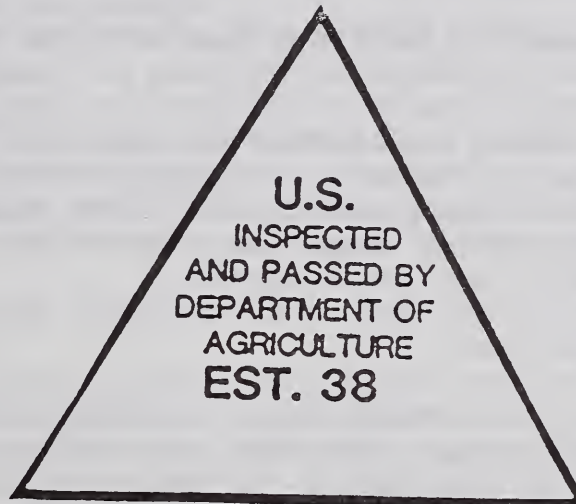 U.S.
INSPECTED
AND PASSED BY
DEPARTMENT OF
AGRICULTURE
EST. 38